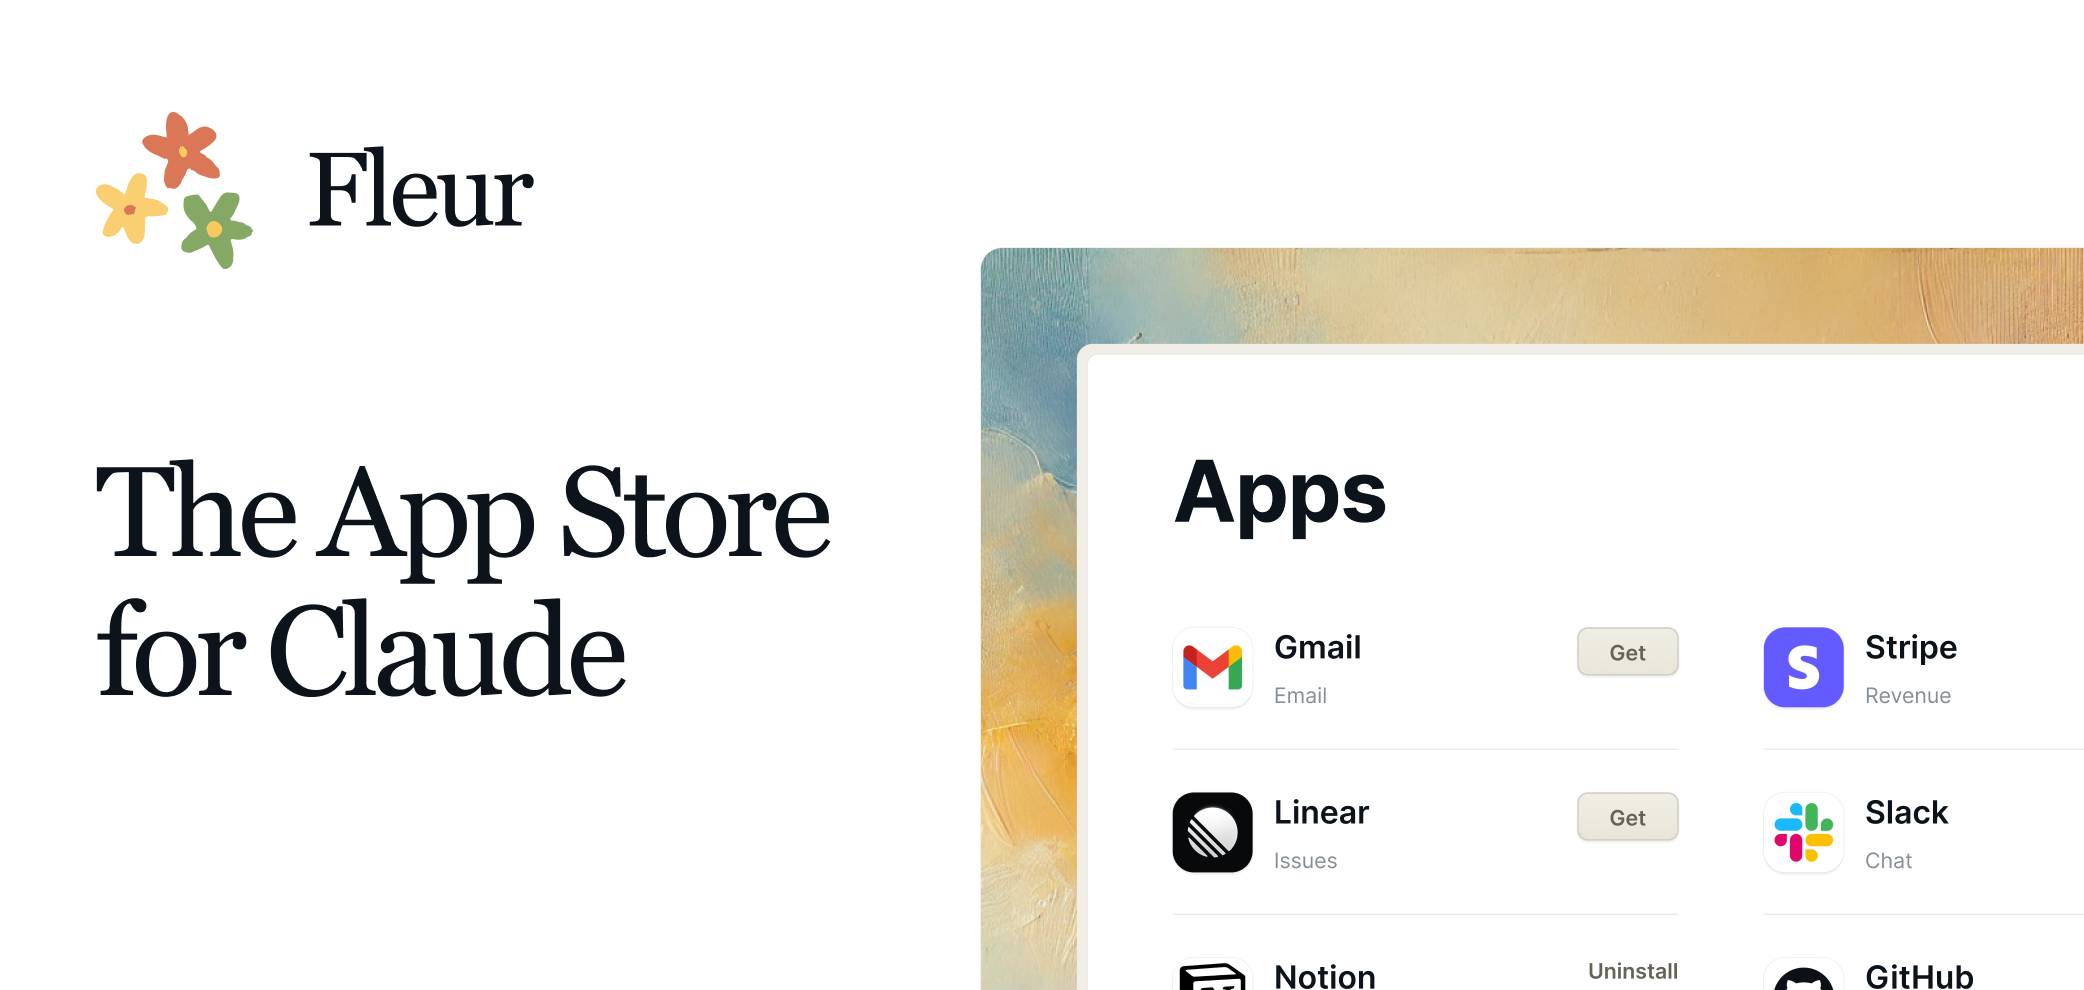 Fleur
The App Store
for Claude
Apps
Gmail
Get
Email
Stripe
Revenue
Linear
Get
Issues
Slack
Chat
Notion
Uninstall
GitHub